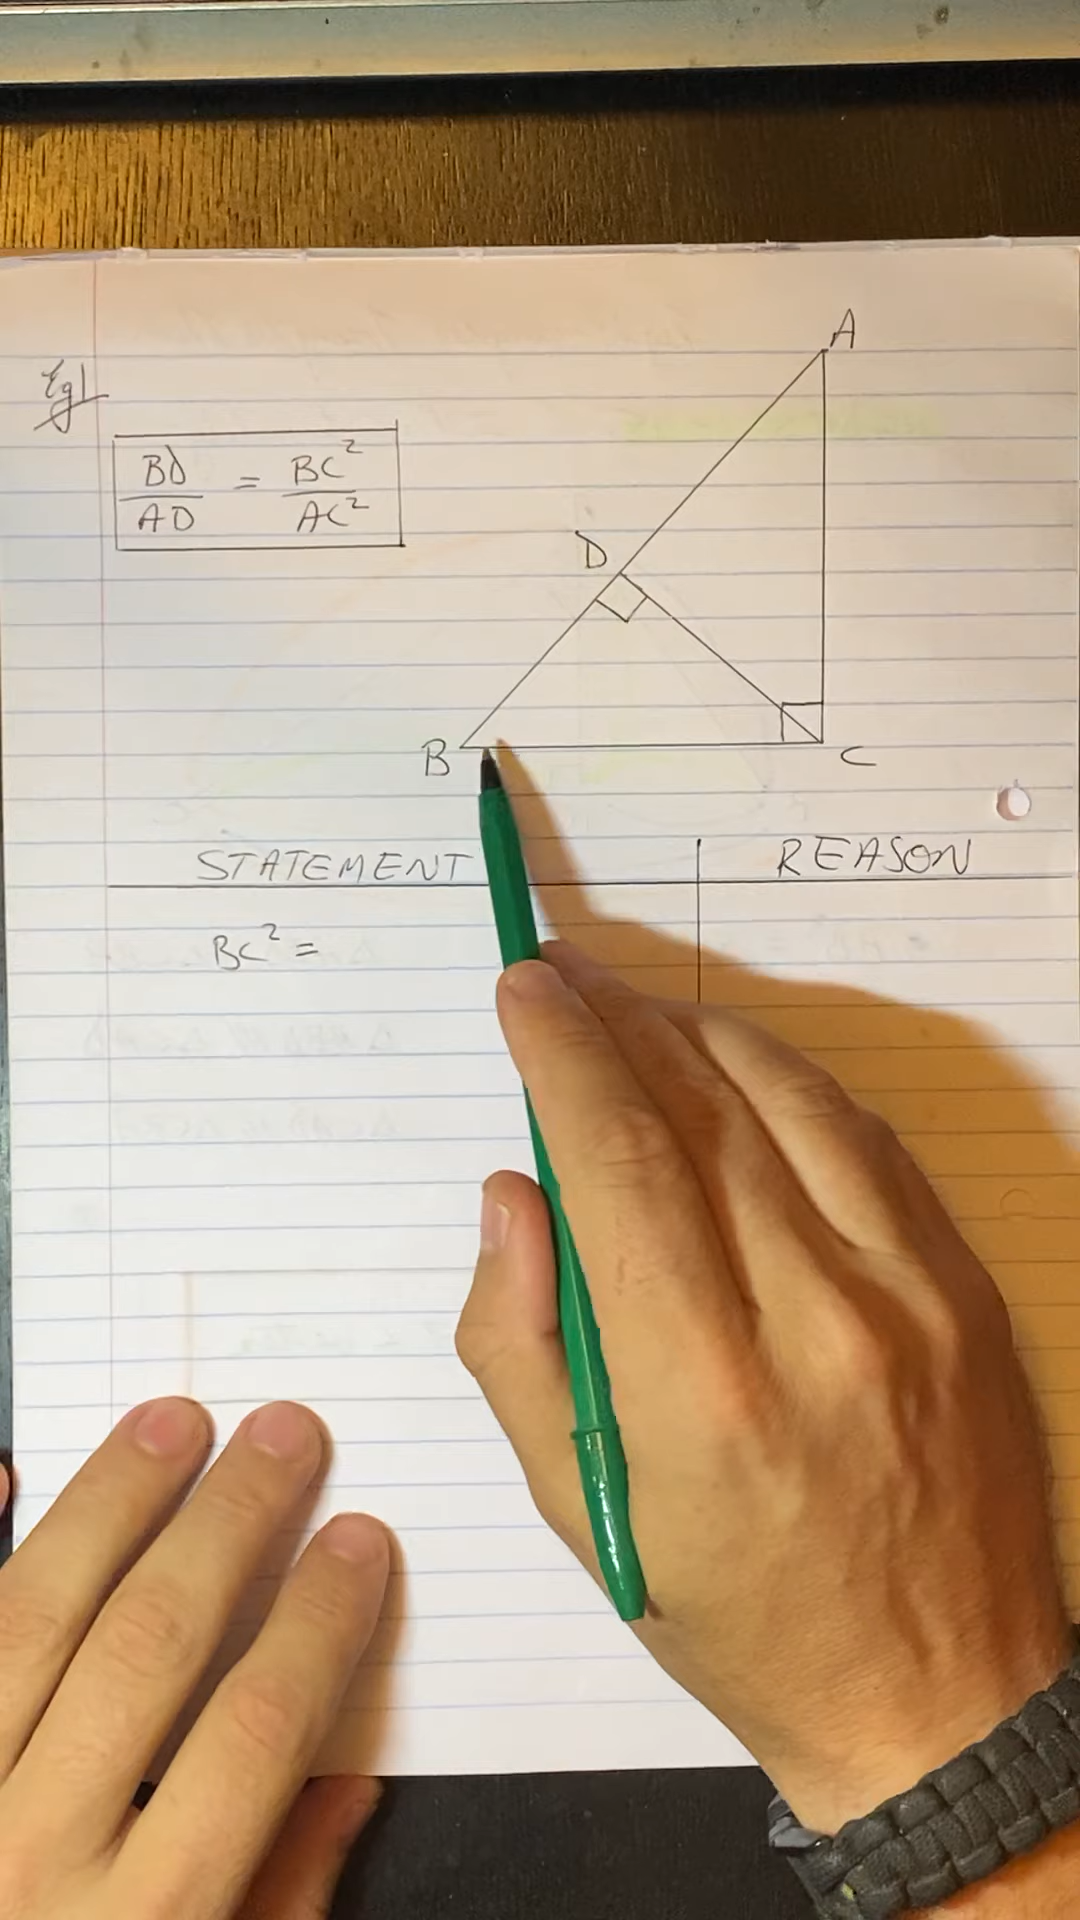 Eg1
BD/AD = BC²/AC²
A
D
B
C
STATEMENT REASON
BC² =